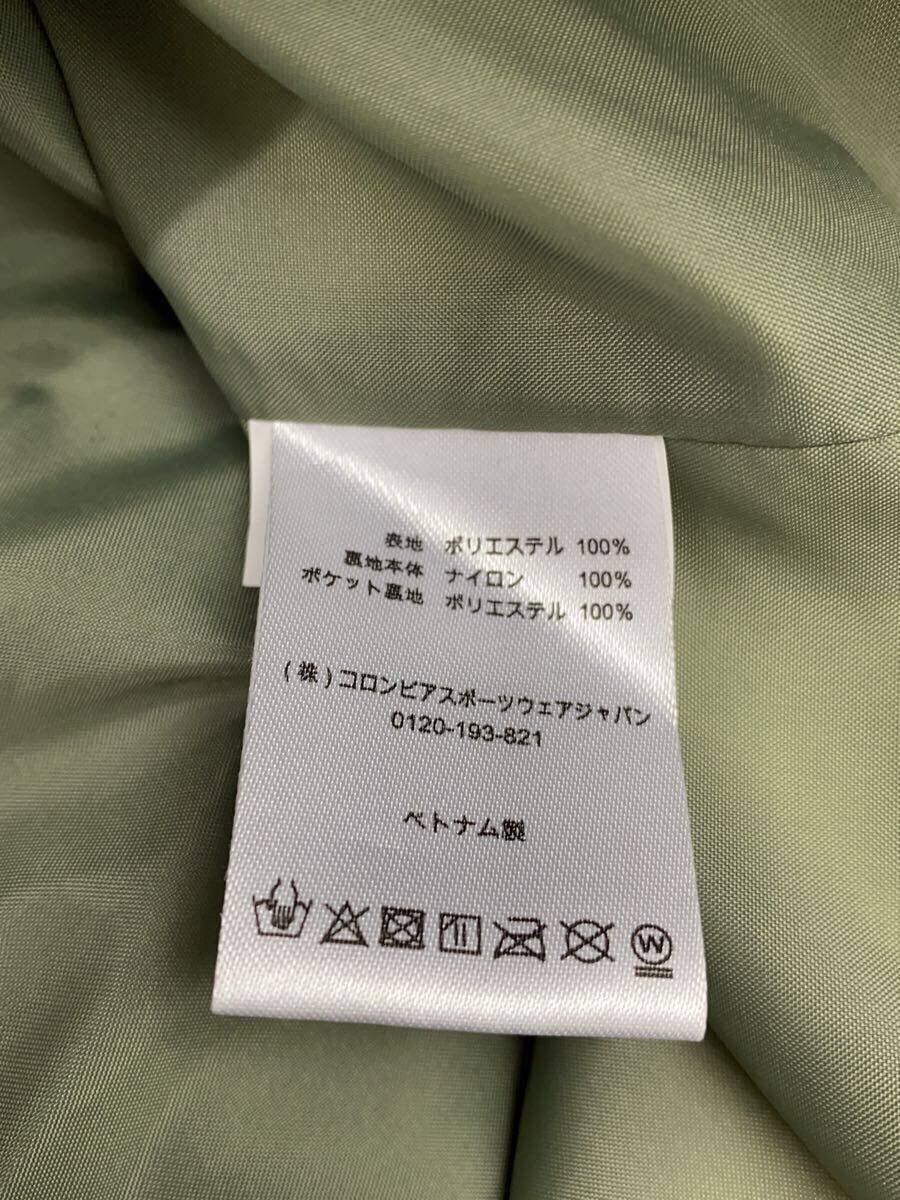 表地 ポリエステル 100%
裏地本体 ナイロン 100%
ポケット裏地 ポリエステル 100%
(株)コロンビアスポーツウェアジャパン
0120-193-821
ベトナム製
W